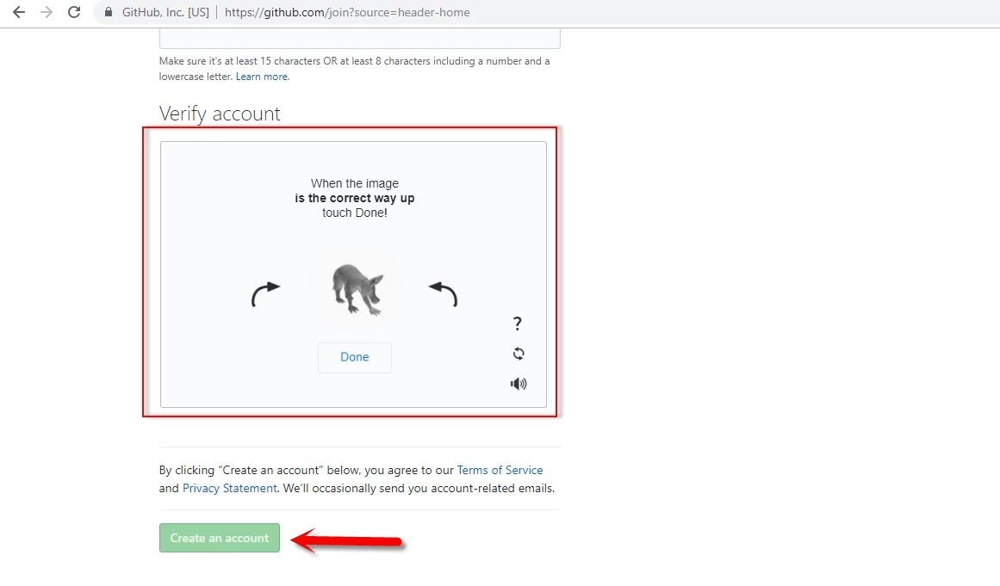 GitHub, Inc. [US] | https://github.com/join?source=header-home
Make sure it's at least 15 characters OR at least 8 characters including a number and a
lowercase letter. Learn more.
Verify account
When the image
is the correct way up
touch Done!
?
Done
By clicking “Create an account” below, you agree to our Terms of Service
and Privacy Statement. We’ll occasionally send you account-related emails.
Create an account